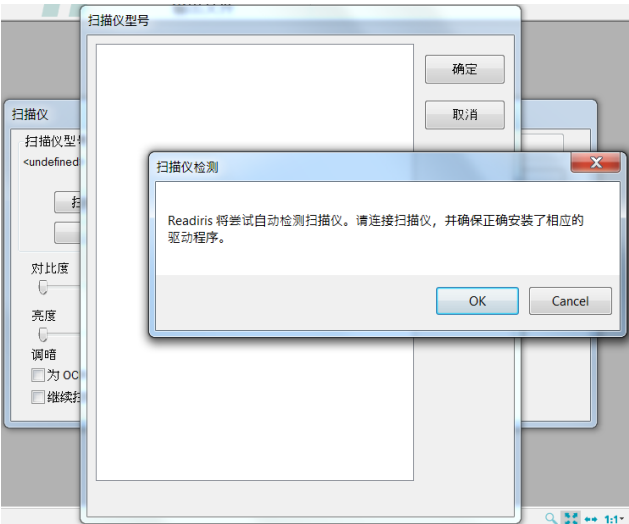 扫描仪型号
确定
取消
扫描仪
扫描仪型号
<undefined
扫描仪检测
Readiris 将尝试自动检测扫描仪。请连接扫描仪，并确保正确安装了相应的
驱动程序。
OK
Cancel
对比度
亮度
调暗
为 OC
继续扫
1:1